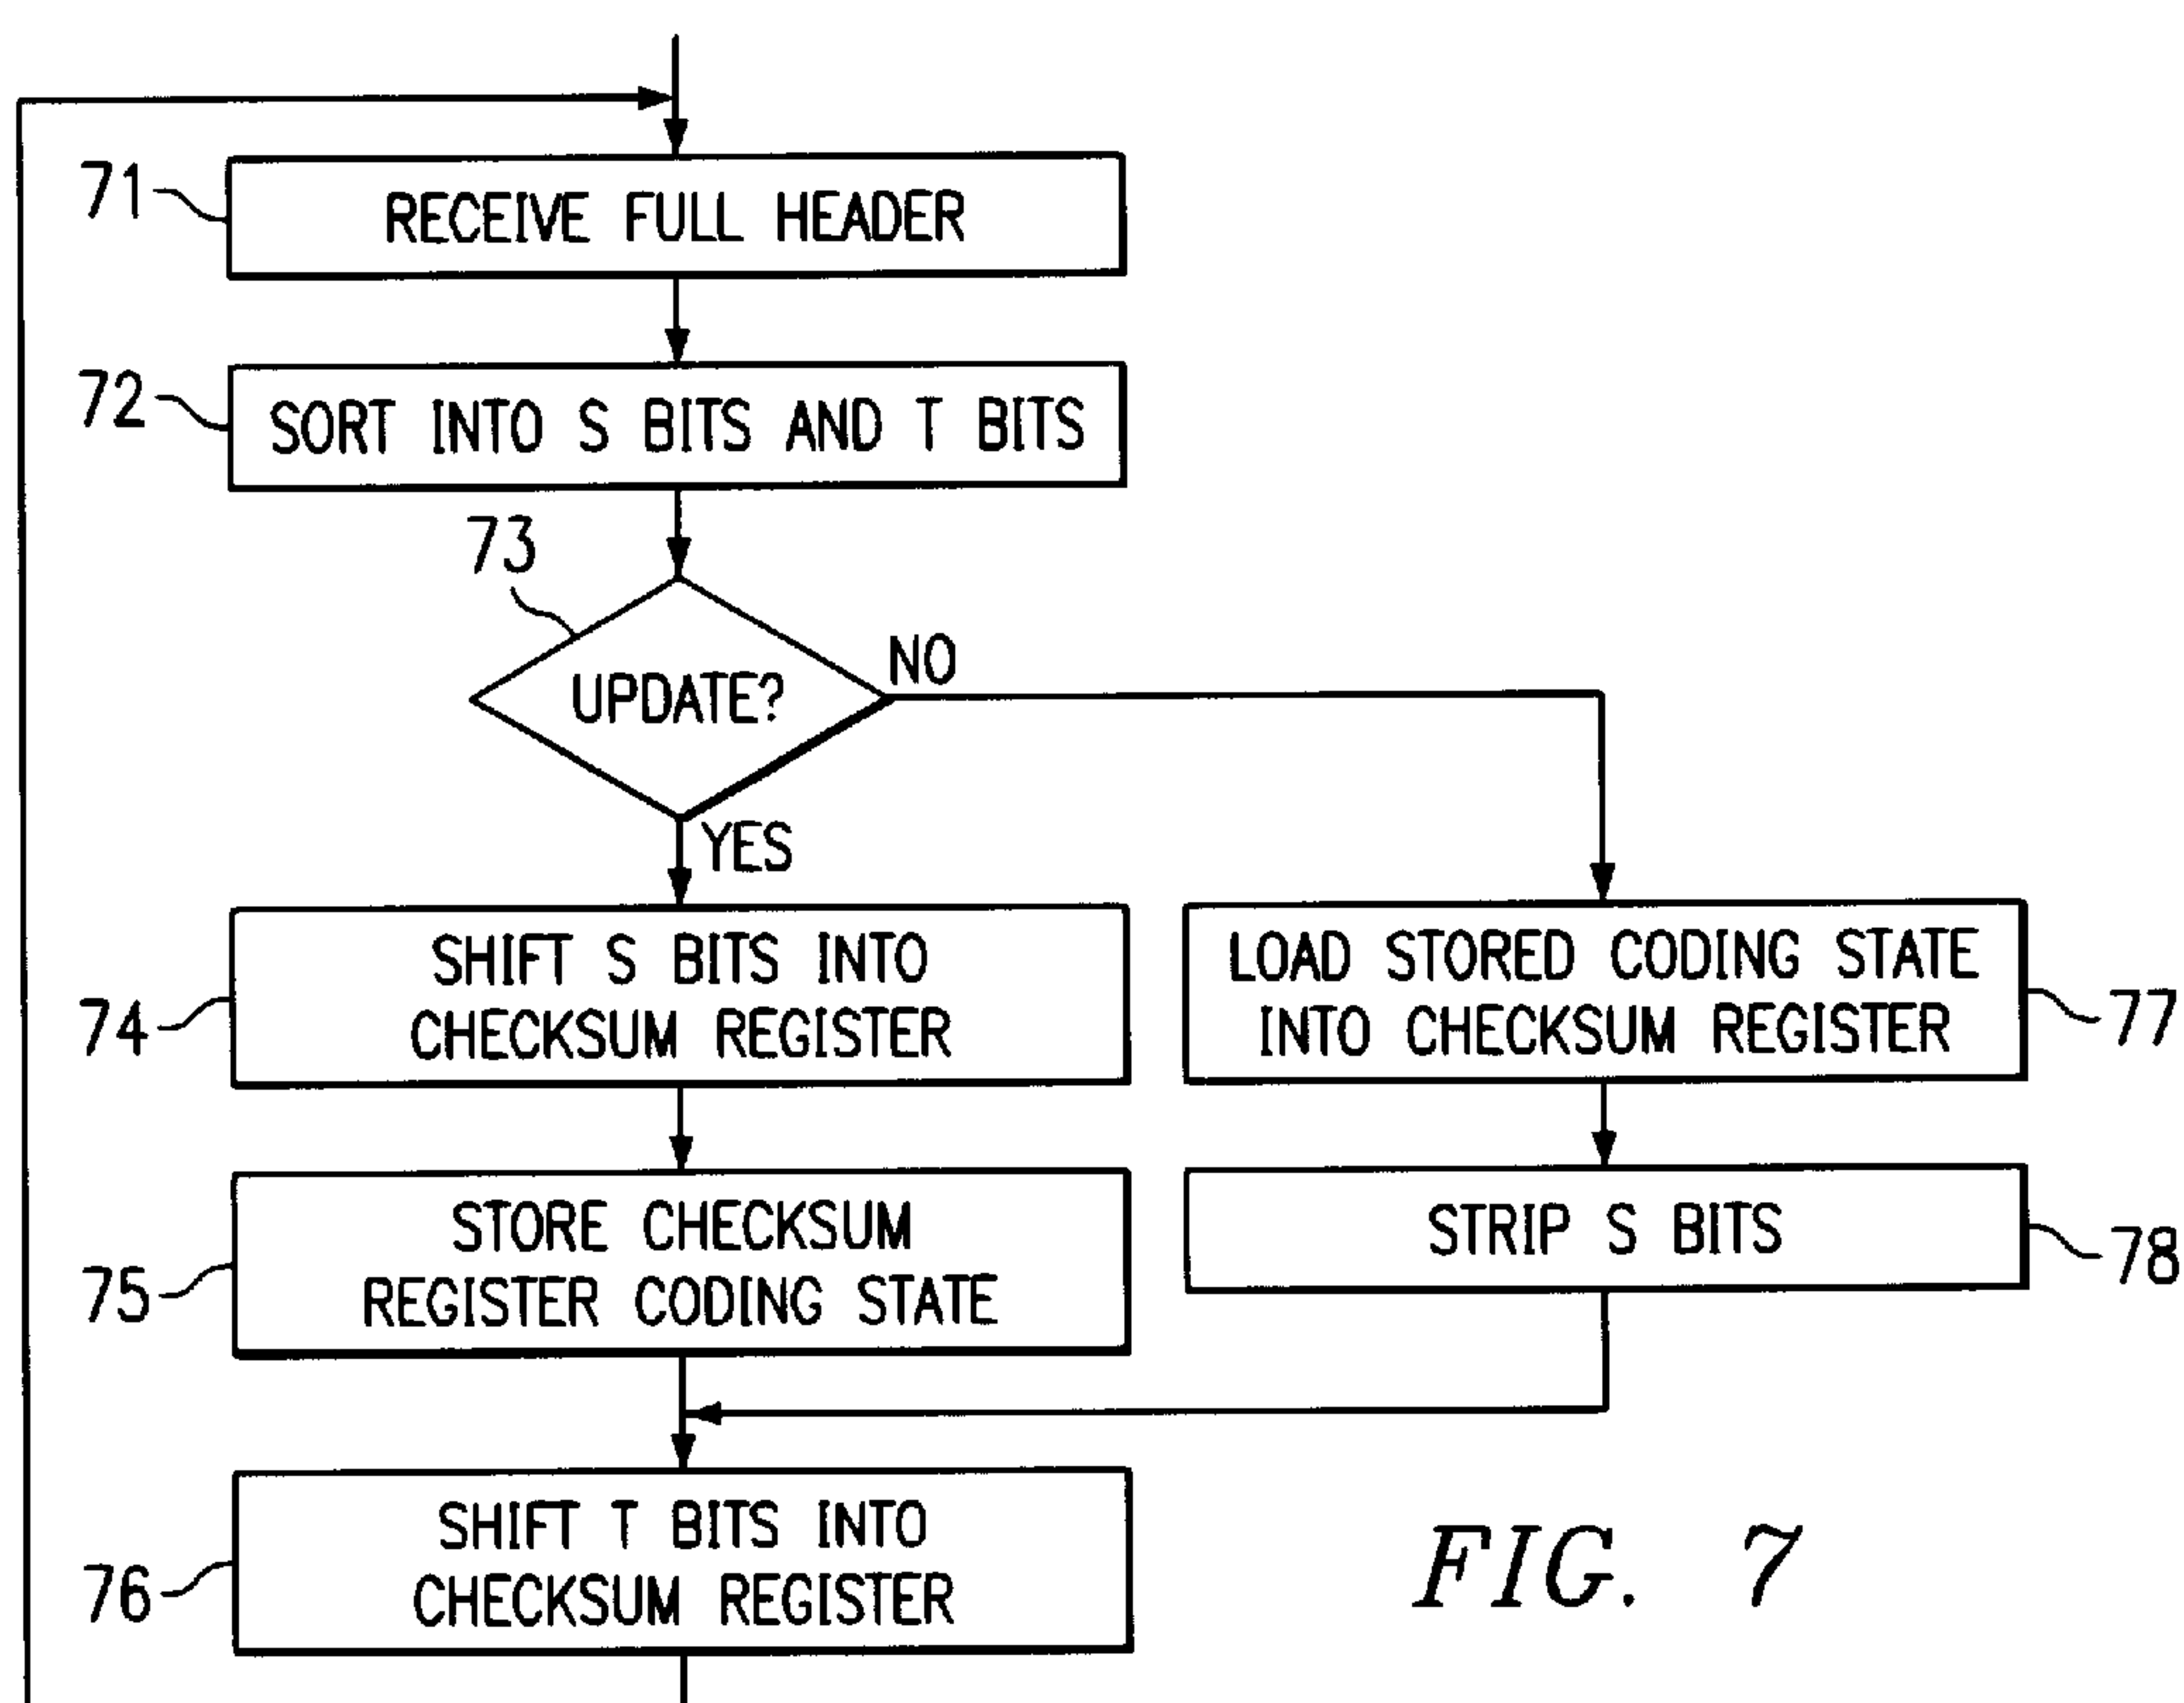 71
RECEIVE FULL HEADER
72
SORT INTO S BITS AND T BITS
73
UPDATE?
NO
YES
74
SHIFT S BITS INTO
CHECKSUM REGISTER
LOAD STORED CODING STATE
INTO CHECKSUM REGISTER
77
75
STORE CHECKSUM
REGISTER CODING STATE
STRIP S BITS
78
76
SHIFT T BITS INTO
CHECKSUM REGISTER
FIG. 7